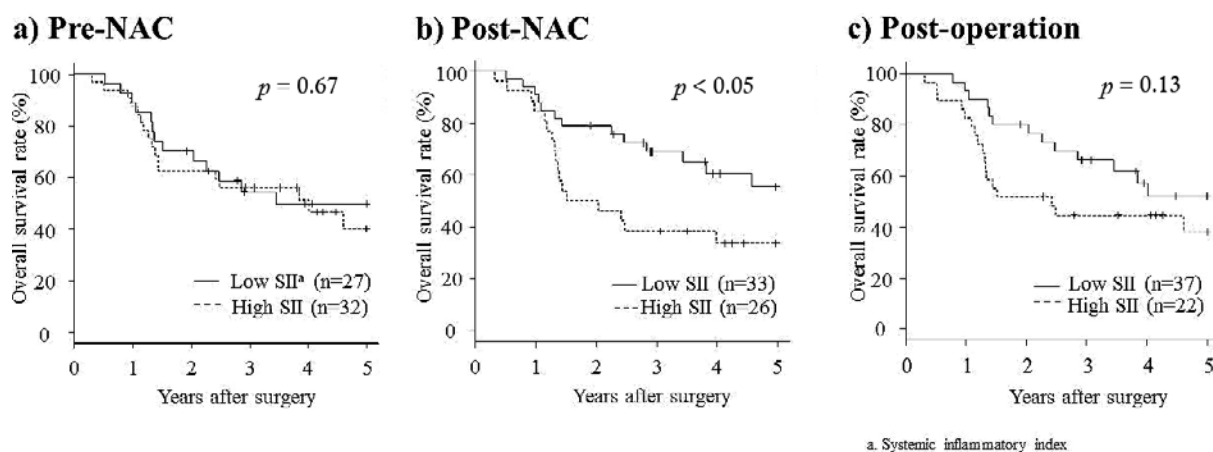 a) Pre-NAC
b) Post-NAC
c) Post-operation
Overall survival rate (%)
100
80
60
40
20
0
p = 0.67
Low SIIᵃ (n=27)
High SII (n=32)
0 1 2 3 4 5
Years after surgery
Overall survival rate (%)
100
80
60
40
20
0
p < 0.05
Low SII (n=33)
High SII (n=26)
0 1 2 3 4 5
Years after surgery
Overall survival rate (%)
100
80
60
40
20
0
p = 0.13
Low SII (n=37)
High SII (n=22)
0 1 2 3 4 5
Years after surgery
a. Systemic inflammatory index